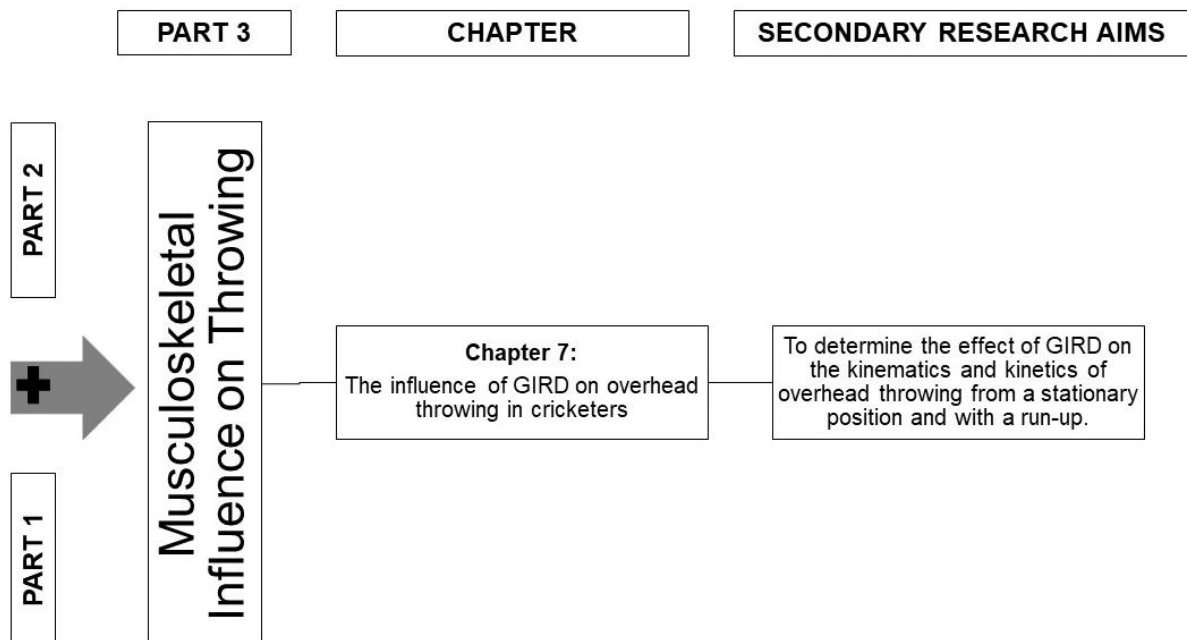 PART 3
CHAPTER
SECONDARY RESEARCH AIMS
PART 2
+
PART 1
Musculoskeletal
Influence on Throwing
Chapter 7:
The influence of GIRD on overhead
throwing in cricketers
To determine the effect of GIRD on
the kinematics and kinetics of
overhead throwing from a stationary
position and with a run-up.